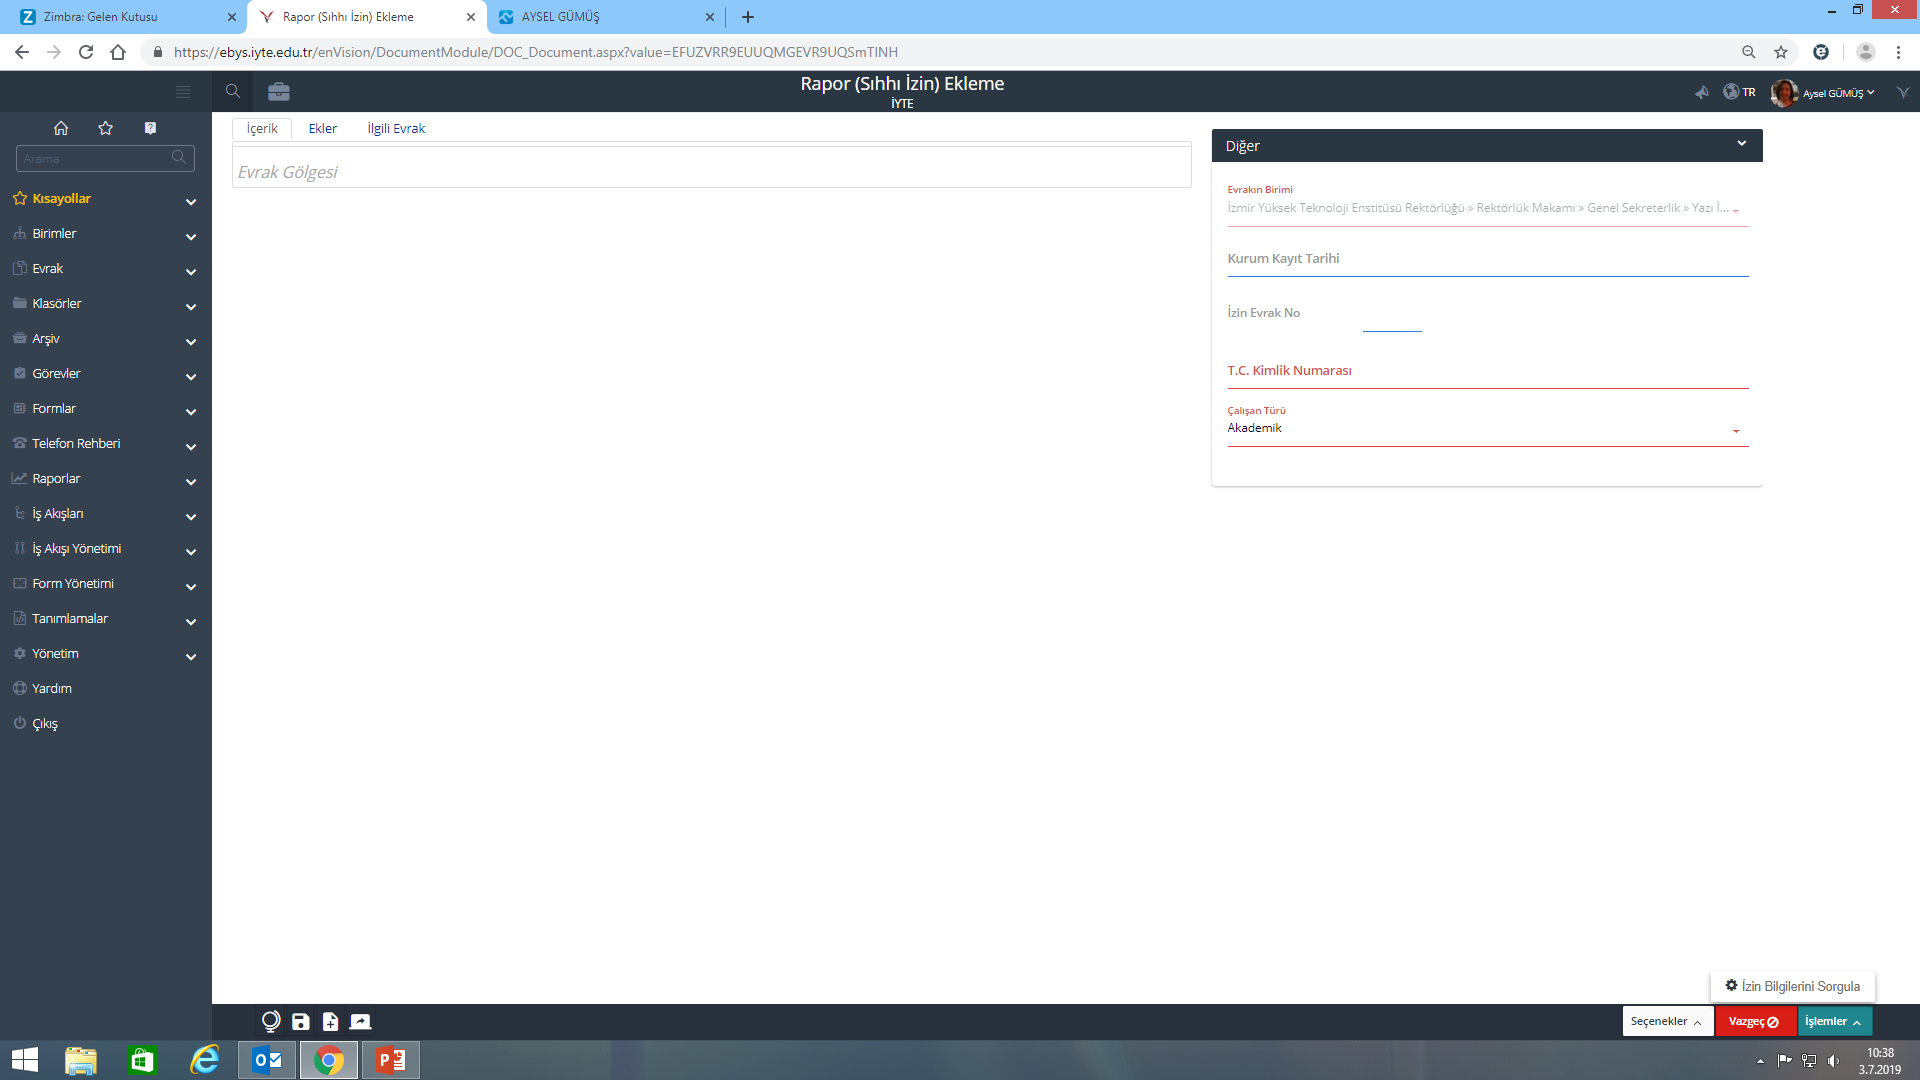 Zimbra: Gelen Kutusu
Rapor (Sıhhı İzin) Ekleme
AYSEL GÜMÜŞ
https://ebys.iyte.edu.tr/enVision/DocumentModule/DOC_Document.aspx?value=EFUZVRR9EUUQMGEVR9UQSmTlNH
Rapor (Sıhhı İzin) Ekleme
İYTE
TR
Aysel GÜMÜŞ
Arama
Kısayollar
Birimler
Evrak
Klasörler
Arşiv
Görevler
Formlar
Telefon Rehberi
Raporlar
İş Akışları
İş Akışı Yönetimi
Form Yönetimi
Tanımlamalar
Yönetim
Yardım
Çıkış
İçerik
Ekler
İlgili Evrak
Evrak Gölgesi
Diğer
Evrakın Birimi
İzmir Yüksek Teknoloji Enstitüsü Rektörlüğü » Rektörlük Makamı » Genel Sekreterlik » Yazı İ...
Kurum Kayıt Tarihi
İzin Evrak No
T.C. Kimlik Numarası
Çalışan Türü
Akademik
İzin Bilgilerini Sorgula
Seçenekler
Vazgeç
İşlemler
10:38
3.7.2019